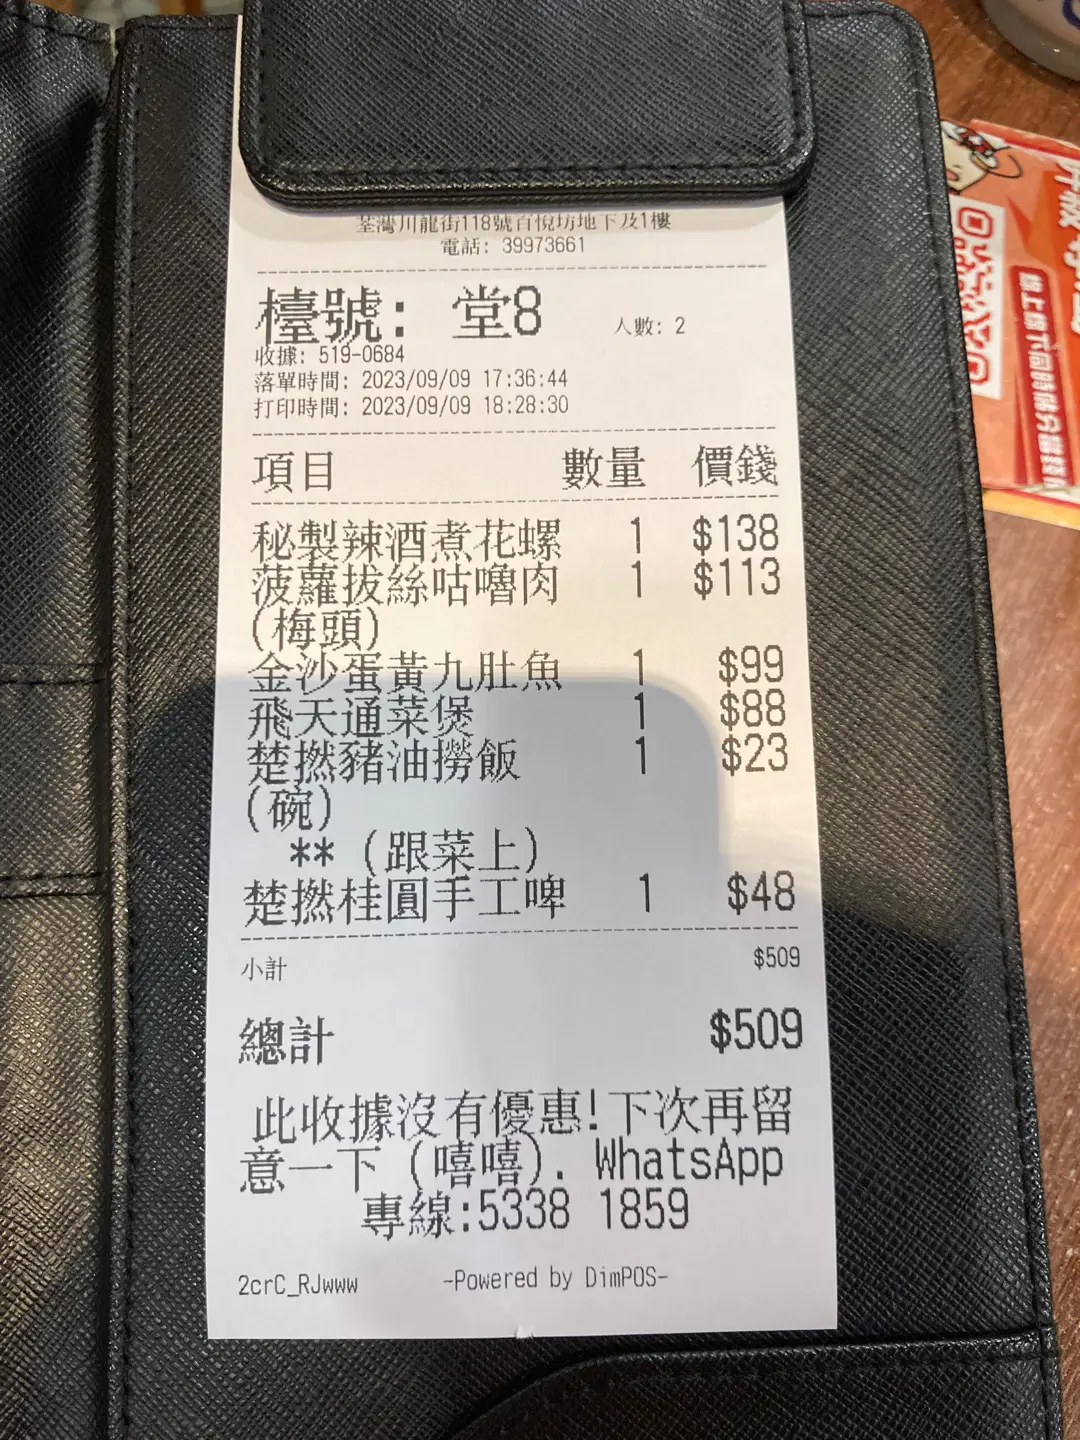 荃灣川龍街118號百悅坊地下及1樓
電話: 39973661
檯號: 堂8 人數: 2
收據: 519-0684
落單時間: 2023/09/09 17:36:44
打印時間: 2023/09/09 18:28:30
項目 數量 價錢
秘製辣酒煮花螺 1 $138
菠蘿拔絲咕嚕肉 1 $113
(梅頭)
金沙蛋黃九肚魚 1 $99
飛天通菜煲 1 $88
楚撚豬油撈飯 1 $23
(碗)
** (跟菜上)
楚撚桂圓手工啤 1 $48
小計 $509
總計 $509
此收據沒有優惠!下次再留
意一下 (嘻嘻). WhatsApp
專線:5338 1859
2crC_RJwww -Powered by DimPOS-